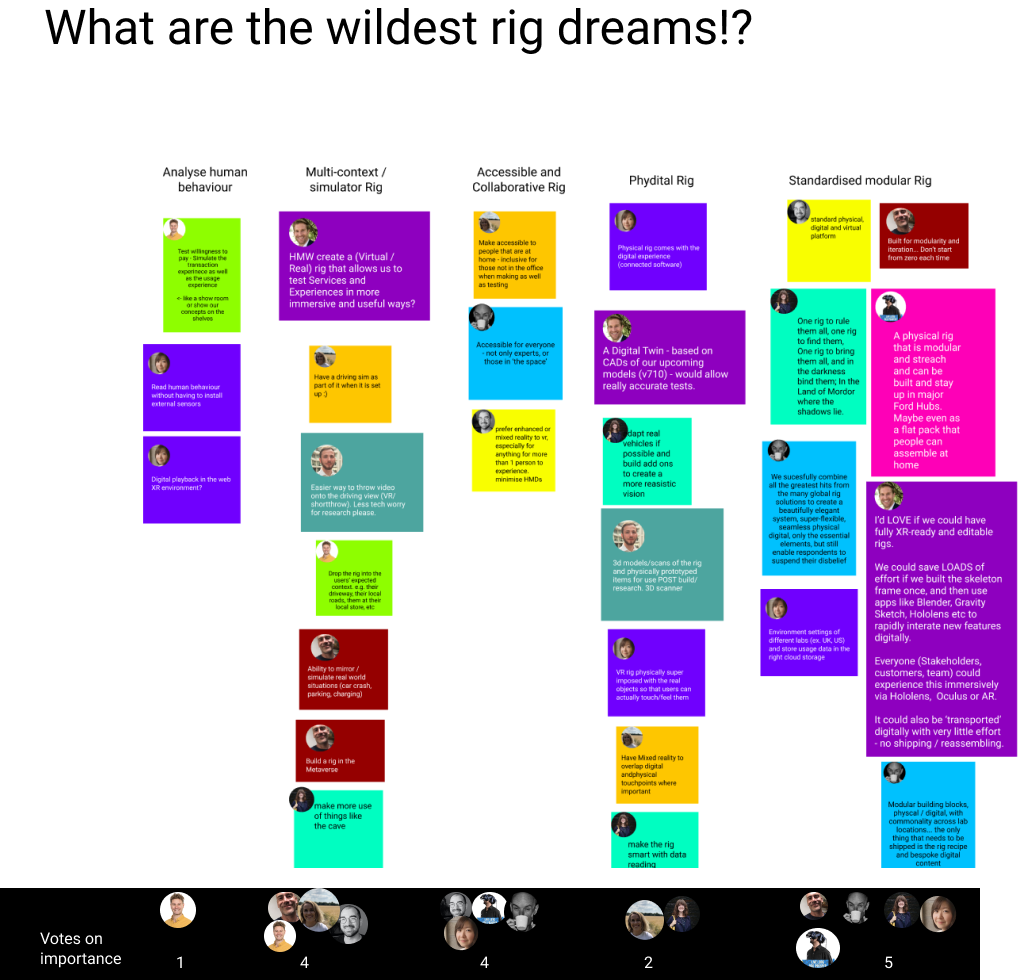 What are the wildest rig dreams!?
Analyse human
behaviour
Test willingness to
pay - Simulate the
transaction
experinece as well
as the usage
experience
<- like a show room
or show our
concepts on the
shelves
Read human behaviour
without having to install
external sensors
Digital playback in the web
XR environment?
Multi-context /
simulator Rig
HMW create a (Virtual /
Real) rig that allows us to
test Services and
Experiences in more
immersive and useful ways?
Have a driving sim as
part of it when it is set
up :)
Easier way to throw video
onto the driving view (VR/
shortthrow). Less tech worry
for research please.
Drop the rig into the
users' expected
context. e.g. their
driveway, their local
roads, them at their
local store, etc
Ability to mirror /
simulate real world
situations (car crash,
parking, charging)
Build a rig in the
Metaverse
make more use
of things like
the cave
Accessible and
Collaborative Rig
Make accessible to
people that are at
home - inclusive for
those not in the office
when making as well
as testing
Accessible for everyone
- not only experts, or
those in 'the space'
prefer enhanced or
mixed reality to vr,
especially for
anything for more
than 1 person to
experience.
minimise HMDs
Phydital Rig
Physical rig comes with the
digital experience
(connected software)
A Digital Twin - based on
CADs of our upcoming
models (v710) - would allow
really accurate tests.
dapt real
vehicles if
possible and
build add ons
to create a
more reasistic
vision
3d models/scans of the rig
and physically prototyped
items for use POST build/
research. 3D scanner
VR rig physically super
imposed with the real
objects so that users can
actually touch/feel them
Have Mixed reality to
overlap digital
andphysical
touchpoints where
important
make the rig
smart with data
reading
Standardised modular Rig
standard physical,
digital and virtual
platform
Built for modularity and
iteration... Don't start
from zero each time
One rig to rule
them all, one rig
to find them,
One rig to bring
them all, and in
the darkness
bind them; In the
Land of Mordor
where the
shadows lie.
A physical rig
that is modular
and streach
and can be
built and stay
up in major
Ford Hubs.
Maybe even as
a flat pack that
people can
assemble at
home
We sucesfully combine
all the greatest hits from
the many global rig
solutions to create a
beautifully elegant
system, super-flexible,
seamless physical
digital, only the essential
elements, but still
enable respondents to
suspend their disbelief
I'd LOVE if we could have
fully XR-ready and editable
rigs.
We could save LOADS of
effort if we built the skeleton
frame once, and then use
apps like Blender, Gravity
Sketch, Hololens etc to
rapidly interate new features
digitally.
Everyone (Stakeholders,
customers, team) could
experience this immersively
via Hololens, Oculus or AR.
It could also be 'transported'
digitally with very little effort
- no shipping / reassembling.
Environment settings of
different labs (ex. UK, US)
and store usage data in the
right cloud storage
Modular building blocks,
physcal / digital, with
commonality across lab
locations... the only
thing that needs to be
shipped is the rig recipe
and bespoke digital
content
Votes on
importance
1
4
4
2
5